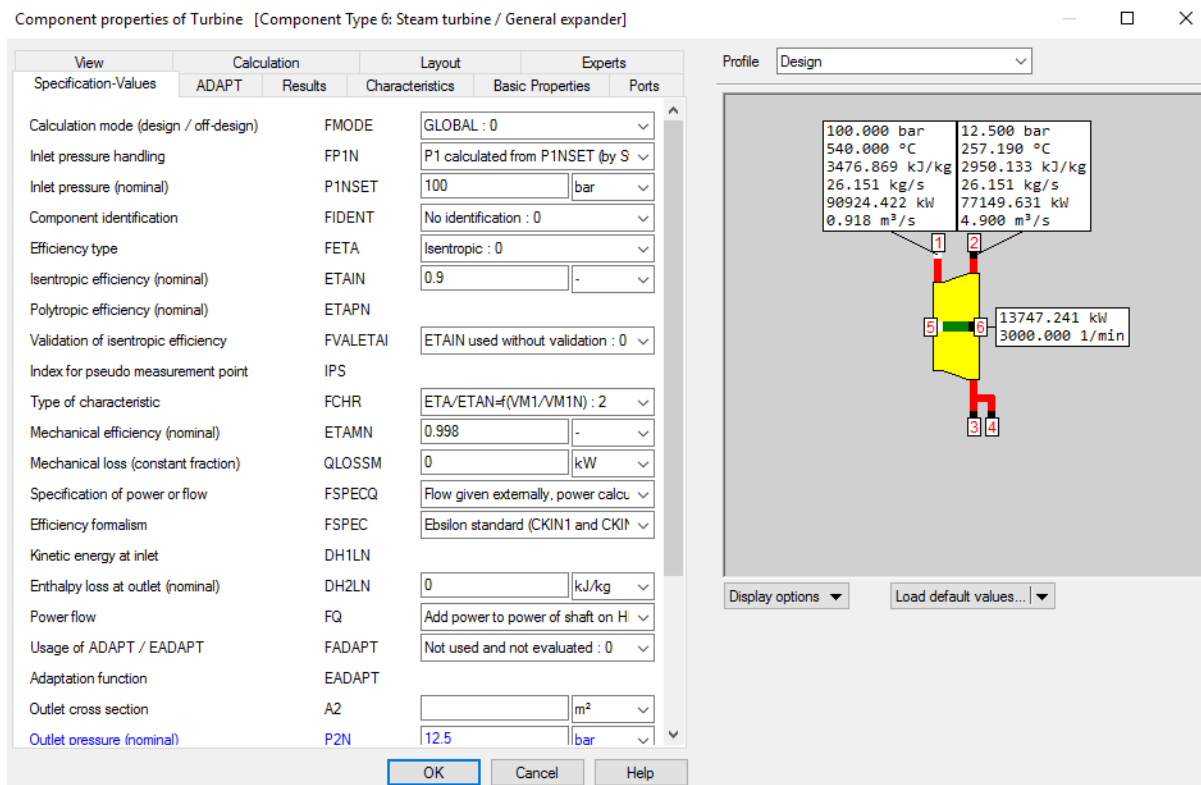 Component properties of Turbine [Component Type 6: Steam turbine / General expander]
View Calculation Layout Experts
Specification-Values ADAPT Results Characteristics Basic Properties Ports
Calculation mode (design / off-design) FMODE GLOBAL : 0
Inlet pressure handling FP1N P1 calculated from P1NSET (by S
Inlet pressure (nominal) P1NSET 100 bar
Component identification FIDENT No identification : 0
Efficiency type FETA Isentropic : 0
Isentropic efficiency (nominal) ETAIN 0.9 -
Polytropic efficiency (nominal) ETAPN
Validation of isentropic efficiency FVALETAI ETAIN used without validation : 0
Index for pseudo measurement point IPS
Type of characteristic FCHR ETA/ETAN=f(VM1/VM1N) : 2
Mechanical efficiency (nominal) ETAMN 0.998 -
Mechanical loss (constant fraction) QLOSSM 0 kW
Specification of power or flow FSPECQ Flow given externally, power calcu
Efficiency formalism FSPEC Ebsilon standard (CKIN1 and CKIN
Kinetic energy at inlet DH1LN
Enthalpy loss at outlet (nominal) DH2LN 0 kJ/kg
Power flow FQ Add power to power of shaft on HI
Usage of ADAPT / EADAPT FADAPT Not used and not evaluated : 0
Adaptation function EADAPT
Outlet cross section A2 m²
Outlet pressure (nominal) P2N 12.5 bar
OK Cancel Help
Profile Design
100.000 bar 12.500 bar
540.000 °C 257.190 °C
3476.869 kJ/kg 2950.133 kJ/kg
26.151 kg/s 26.151 kg/s
90924.422 kW 77149.631 kW
0.918 m³/s 4.900 m³/s
1 2
5 6
13747.241 kW
3000.000 1/min
3 4
Display options Load default values...